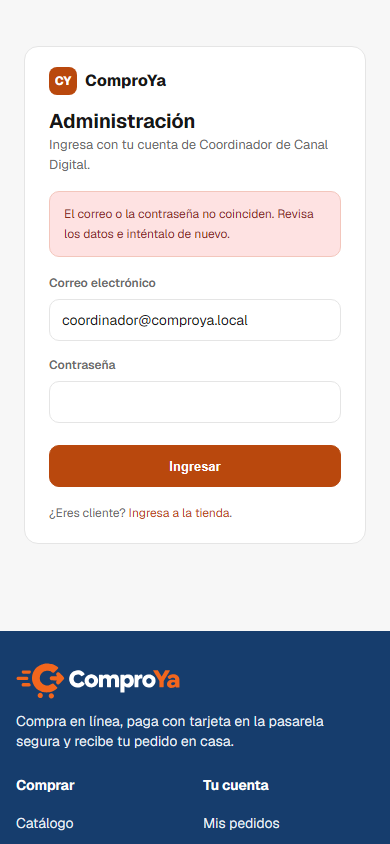 CY ComproYa
Administración
Ingresa con tu cuenta de Coordinador de Canal
Digital.
El correo o la contraseña no coinciden. Revisa
los datos e inténtalo de nuevo.
Correo electrónico
coordinador@comproya.local
Contraseña
Ingresar
¿Eres cliente? Ingresa a la tienda.
ComproYa
Compra en línea, paga con tarjeta en la pasarela
segura y recibe tu pedido en casa.
Comprar Tu cuenta
Catálogo Mis pedidos